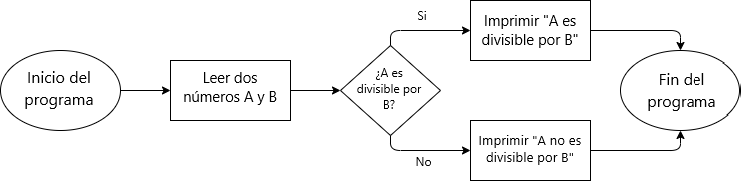 Inicio del
programa
Leer dos
números A y B
¿A es
divisible por
B?
Si
Imprimir "A es
divisible por B"
No
Imprimir "A no es
divisible por B"
Fin del
programa